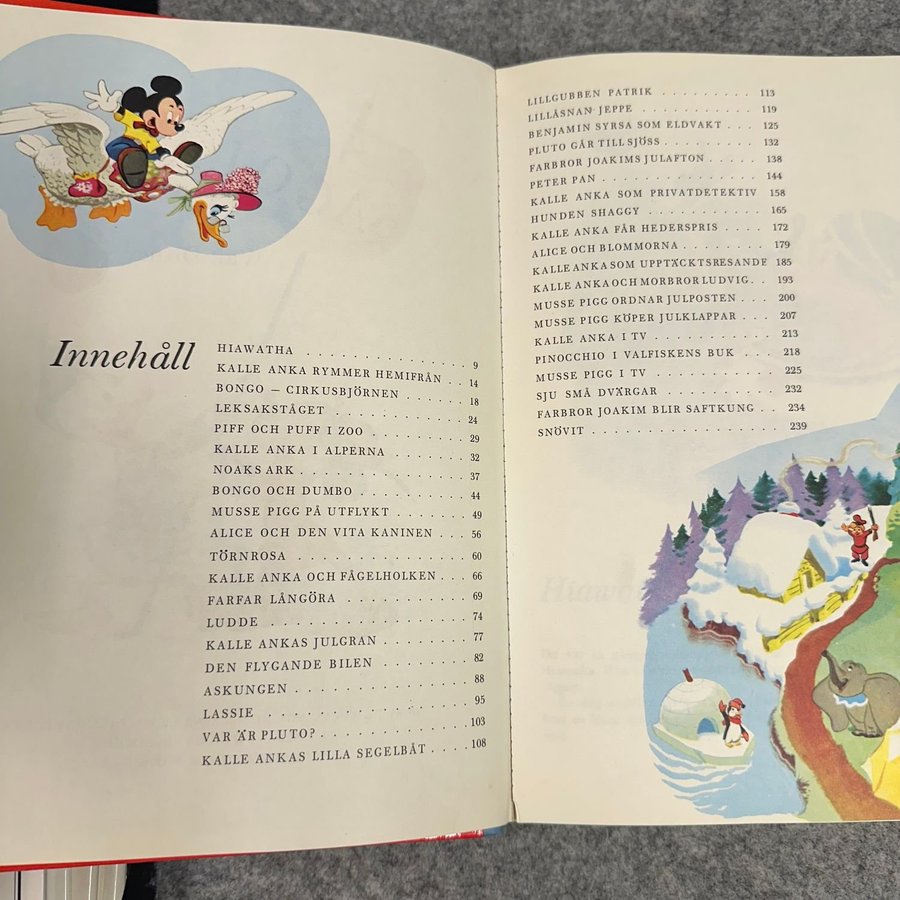 Innehåll
HIAWATHA . . . . . . . . . . . . . . . 9
KALLE ANKA RYMMER HEMIFRÅN . . 14
BONGO – CIRKUSBJÖRNEN . . . . . . 18
LEKSAKSTÅGET . . . . . . . . . . . . 24
PIFF OCH PUFF I ZOO . . . . . . . . . 29
KALLE ANKA I ALPERNA . . . . . . . 32
NOAKS ARK . . . . . . . . . . . . . . . 37
BONGO OCH DUMBO . . . . . . . . . . 44
MUSSE PIGG PÅ UTFLYKT . . . . . . . 49
ALICE OCH DEN VITA KANINEN . . . 56
TÖRNROSA . . . . . . . . . . . . . . . 60
KALLE ANKA OCH FÅGELHOLKEN . . . 66
FARFAR LÅNGÖRA . . . . . . . . . . . 69
LUDDE . . . . . . . . . . . . . . . . . 74
KALLE ANKAS JULGRAN . . . . . . . . 77
DEN FLYGANDE BILEN . . . . . . . . . 82
ASKUNGEN . . . . . . . . . . . . . . . 88
LASSIE . . . . . . . . . . . . . . . . . 95
VAR ÄR PLUTO? . . . . . . . . . . . . . 103
KALLE ANKAS LILLA SEGELBÅT . . . . 108
LILLGUBBEN PATRIK . . . . . . . . . 113
LILLÅSNAN JEPPE . . . . . . . . . . 119
BENJAMIN SYRSA SOM ELDVAKT . . . 125
PLUTO GÅR TILL SJÖSS . . . . . . . . . 132
FARBROR JOAKIMS JULAFTON . . . . . 138
PETER PAN . . . . . . . . . . . . . . 144
KALLE ANKA SOM PRIVATDETEKTIV 158
HUNDEN SHAGGY . . . . . . . . . . . 165
KALLE ANKA FÅR HEDERSPRIS . . . . 172
ALICE OCH BLOMMORNA . . . . . . . . 179
KALLE ANKA SOM UPPTÄCKTSRESANDE 185
KALLE ANKA OCH MORBROR LUDVIG . . 193
MUSSE PIGG ORDNAR JULPOSTEN . . . 200
MUSSE PIGG KÖPER JULKLAPPAR . . . 207
KALLE ANKA I TV . . . . . . . . . . . 213
PINOCCHIO I VALFISKENS BUK . . . . 218
MUSSE PIGG I TV . . . . . . . . . . . 225
SJU SMÅ DVÄRGAR . . . . . . . . . . . 232
FARBROR JOAKIM BLIR SAFTKUNG . . 234
SNÖVIT . . . . . . . . . . . . . . . . . 239